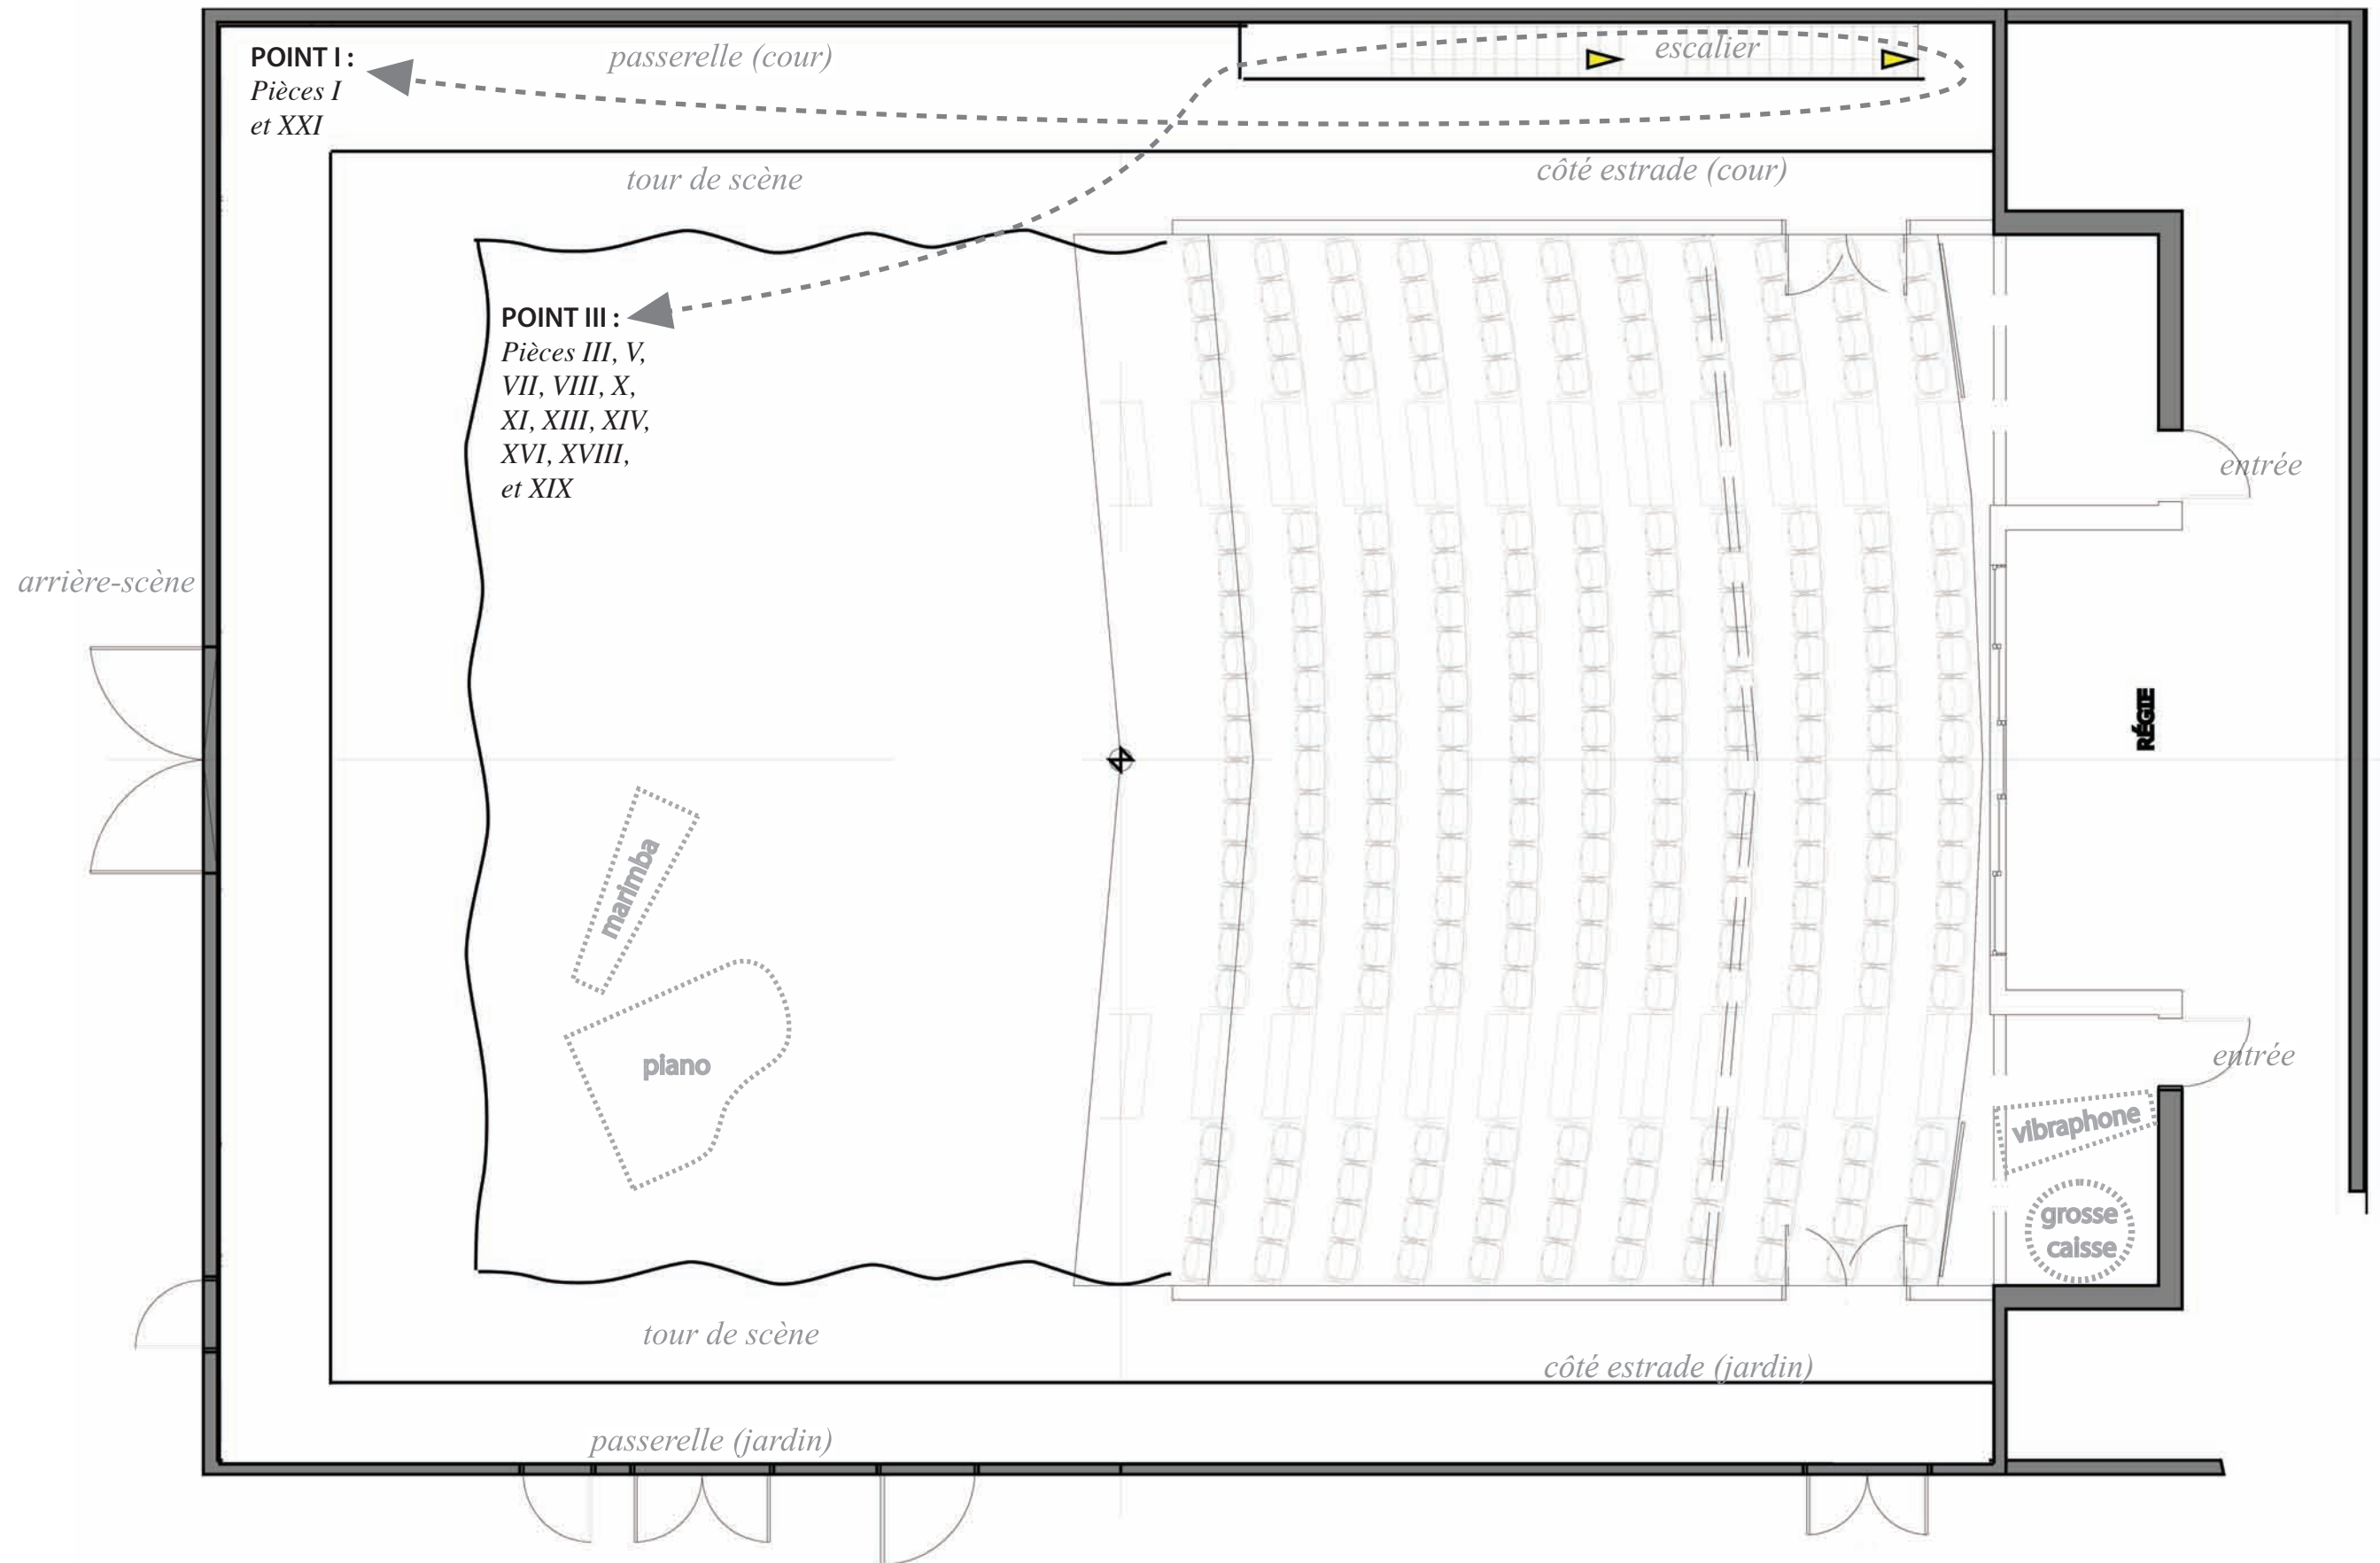 POINT I :
Pièces I
et XXI
passerelle (cour)
escalier
tour de scène
côté estrade (cour)
POINT III :
Pièces III, V,
VII, VIII, X,
XI, XIII, XIV,
XVI, XVIII,
et XIX
entrée
arrière-scène
RÉGIE
marimba
piano
entrée
vibraphone
grosse
caisse
tour de scène
côté estrade (jardin)
passerelle (jardin)